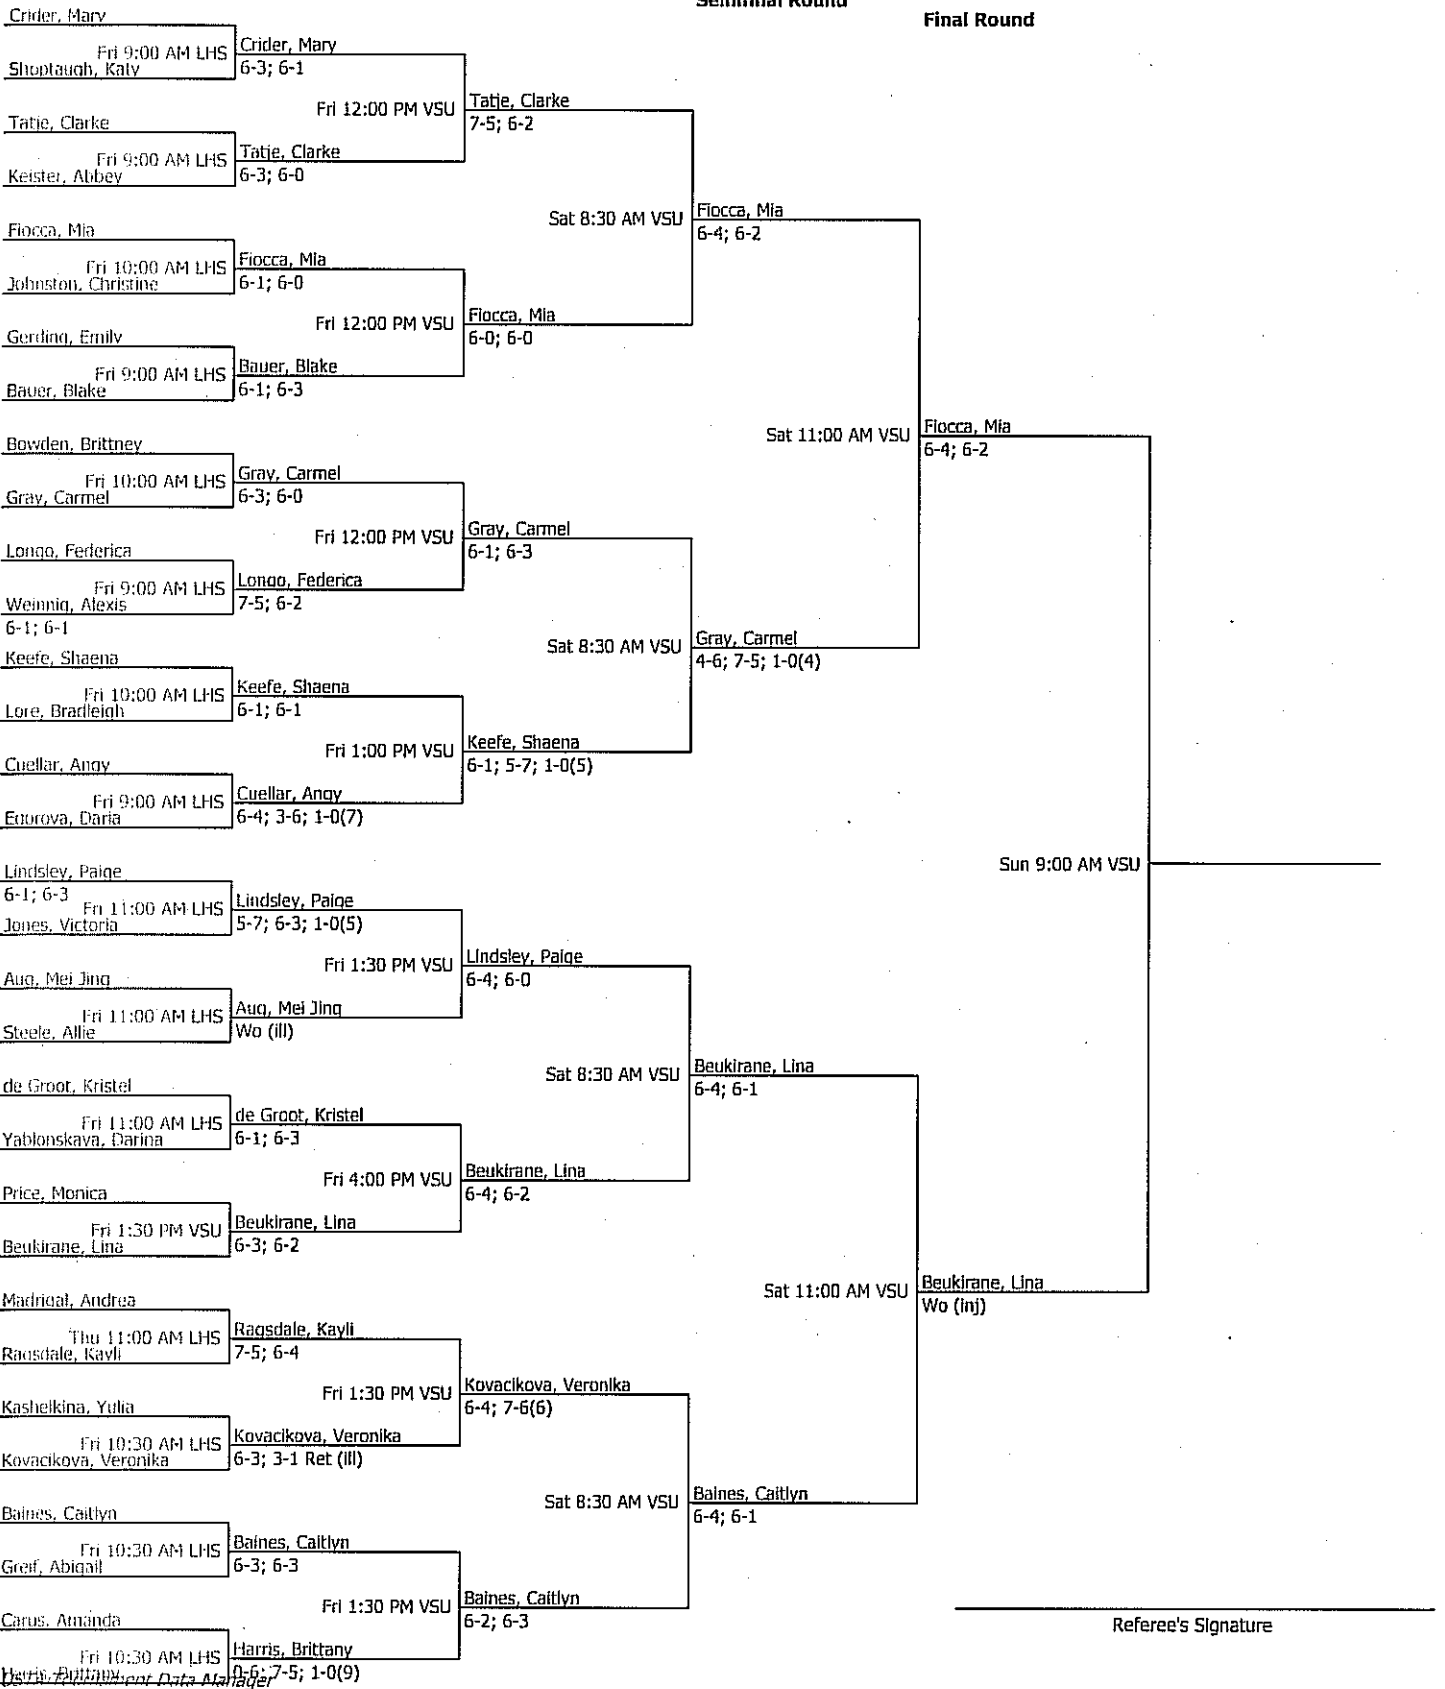 Semifinal Round
Final Round
Crider, Mary
Fri 9:00 AM LHS
Shoptaugh, Katy
Crider, Mary
6-3; 6-1
Fri 12:00 PM VSU
Tatje, Clarke
7-5; 6-2
Tatje, Clarke
Fri 9:00 AM LHS
Keister, Abbey
Tatje, Clarke
6-3; 6-0
Sat 8:30 AM VSU
Fiocca, Mia
6-4; 6-2
Fiocca, Mia
Fri 10:00 AM LHS
Johnston, Christine
Fiocca, Mia
6-1; 6-0
Fri 12:00 PM VSU
Fiocca, Mia
6-0; 6-0
Gerding, Emily
Fri 9:00 AM LHS
Bauer, Blake
Bauer, Blake
6-1; 6-3
Sat 11:00 AM VSU
Fiocca, Mia
6-4; 6-2
Bowden, Brittney
Fri 10:00 AM LHS
Gray, Carmel
Gray, Carmel
6-3; 6-0
Fri 12:00 PM VSU
Gray, Carmel
6-1; 6-3
Longo, Federica
Fri 9:00 AM LHS
Weinnig, Alexis
6-1; 6-1
Longo, Federica
7-5; 6-2
Sat 8:30 AM VSU
Gray, Carmel
4-6; 7-5; 1-0(4)
Keefe, Shaena
Fri 10:00 AM LHS
Lore, Bradleigh
Keefe, Shaena
6-1; 6-1
Fri 1:00 PM VSU
Keefe, Shaena
6-1; 5-7; 1-0(5)
Cuellar, Angy
Fri 9:00 AM LHS
Egorova, Daria
Cuellar, Angy
6-4; 3-6; 1-0(7)
Sun 9:00 AM VSU
Lindsley, Paige
6-1; 6-3
Fri 11:00 AM LHS
Jones, Victoria
Lindsley, Paige
5-7; 6-3; 1-0(5)
Fri 1:30 PM VSU
Lindsley, Paige
6-4; 6-0
Aug, Mei Jing
Fri 11:00 AM LHS
Steele, Allie
Aug, Mei Jing
Wo (ill)
Sat 8:30 AM VSU
Beukirane, Lina
6-4; 6-1
de Groot, Kristel
Fri 11:00 AM LHS
Yablonskaya, Darina
de Groot, Kristel
6-1; 6-3
Fri 4:00 PM VSU
Beukirane, Lina
6-4; 6-2
Price, Monica
Fri 1:30 PM VSU
Beukirane, Lina
Beukirane, Lina
6-3; 6-2
Sat 11:00 AM VSU
Beukirane, Lina
Wo (inj)
Madrigal, Andrea
Thu 11:00 AM LHS
Ragsdale, Kayli
Ragsdale, Kayli
7-5; 6-4
Fri 1:30 PM VSU
Kovacikova, Veronika
6-4; 7-6(6)
Kashelkina, Yulia
Fri 10:30 AM LHS
Kovacikova, Veronika
Kovacikova, Veronika
6-3; 3-1 Ret (ill)
Sat 8:30 AM VSU
Baines, Caitlyn
6-4; 6-1
Baines, Caitlyn
Fri 10:30 AM LHS
Greif, Abigail
Baines, Caitlyn
6-3; 6-3
Fri 1:30 PM VSU
Baines, Caitlyn
6-2; 6-3
Carus, Amanda
Fri 10:30 AM LHS
Harris, Brittany
Harris, Brittany
0-6; 7-5; 1-0(9)
Data Manager
Referee's Signature